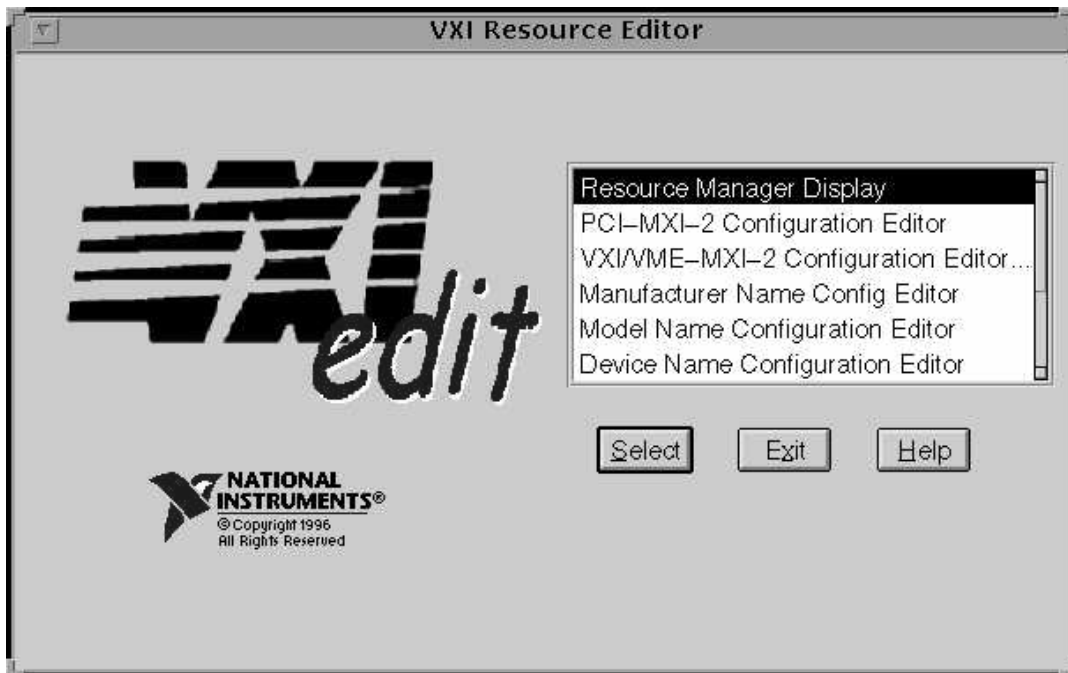 VXI Resource Editor
VXI
edit
Resource Manager Display
PCI–MXI–2 Configuration Editor
VXI/VME–MXI–2 Configuration Editor...
Manufacturer Name Config Editor
Model Name Configuration Editor
Device Name Configuration Editor
Select Exit Help
NATIONAL
INSTRUMENTS®
© Copyright 1996
All Rights Reserved